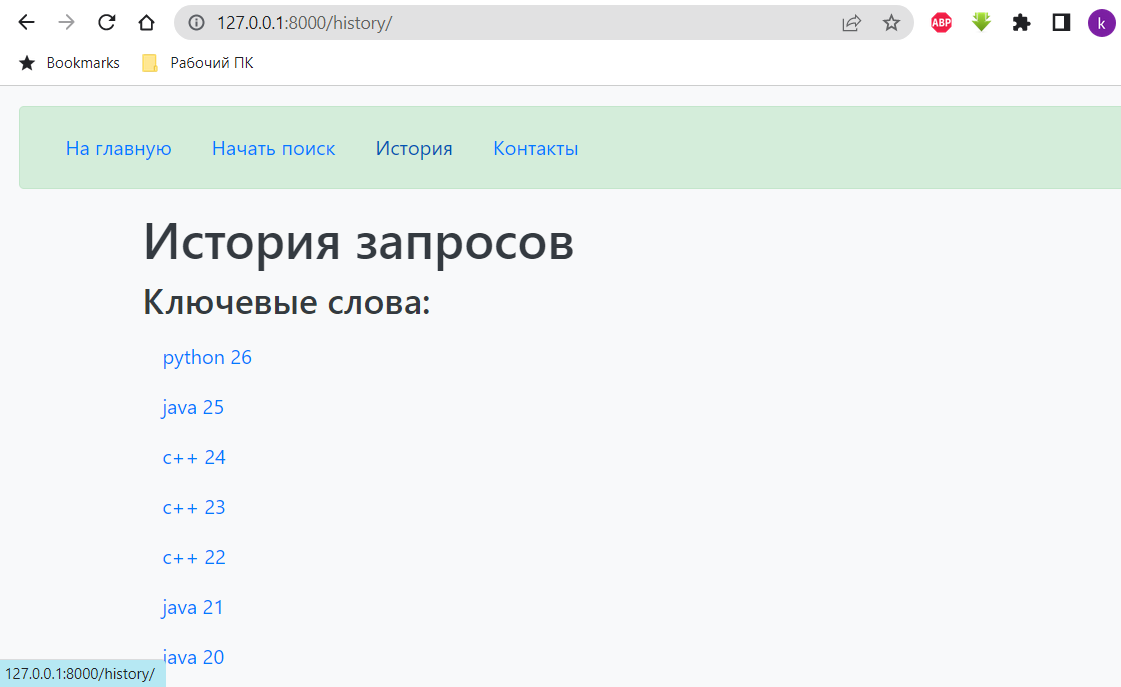 127.0.0.1:8000/history/
ABP
k
Bookmarks Рабочий ПК
На главную Начать поиск История Контакты
История запросов
Ключевые слова:
python 26
java 25
c++ 24
c++ 23
c++ 22
java 21
java 20
127.0.0.1:8000/history/